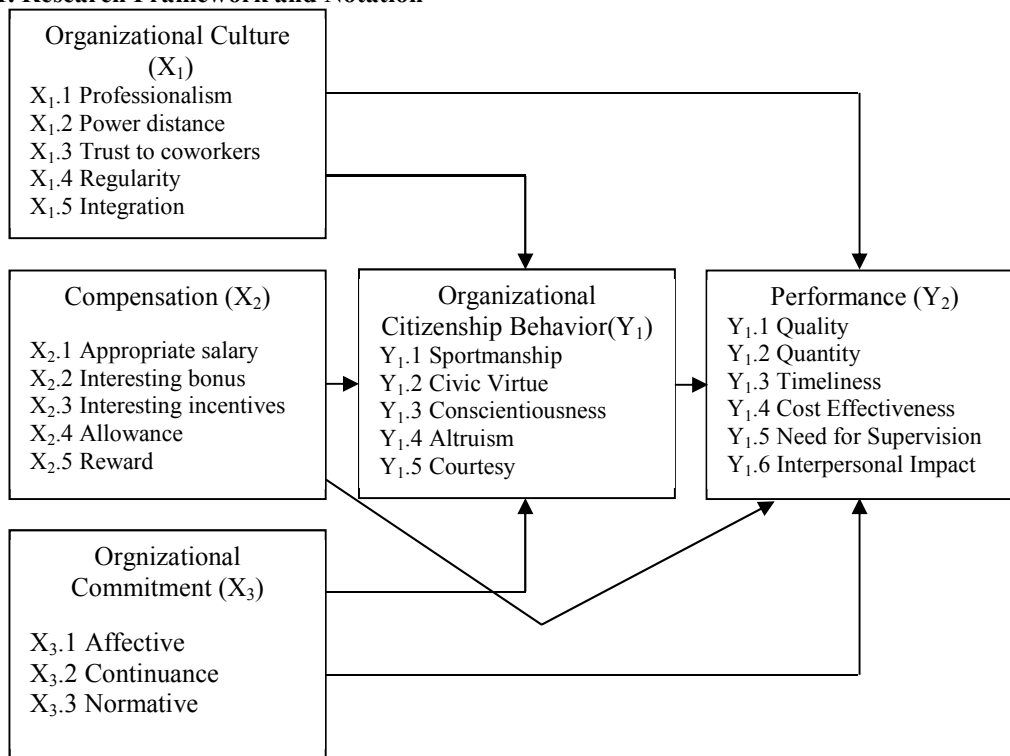 Research Framework and Notation
Organizational Culture
(X₁)
X₁.1 Professionalism
X₁.2 Power distance
X₁.3 Trust to coworkers
X₁.4 Regularity
X₁.5 Integration
Compensation (X₂)
X₂.1 Appropriate salary
X₂.2 Interesting bonus
X₂.3 Interesting incentives
X₂.4 Allowance
X₂.5 Reward
Organizational
Citizenship Behavior(Y₁)
Y₁.1 Sportmanship
Y₁.2 Civic Virtue
Y₁.3 Conscientiousness
Y₁.4 Altruism
Y₁.5 Courtesy
Performance (Y₂)
Y₁.1 Quality
Y₁.2 Quantity
Y₁.3 Timeliness
Y₁.4 Cost Effectiveness
Y₁.5 Need for Supervision
Y₁.6 Interpersonal Impact
Orgnizational
Commitment (X₃)
X₃.1 Affective
X₃.2 Continuance
X₃.3 Normative